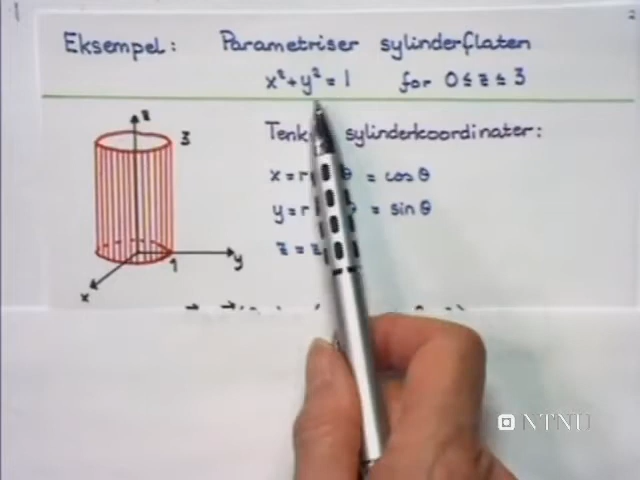 Eksempel: Parametriser sylinderflaten
x² + y² = 1 for 0 ≤ z ≤ 3
Tenk sylinderkoordinater:
x = r θ = cos θ
y = r θ = sin θ
z = z
z
3
1
y
x
NTNU